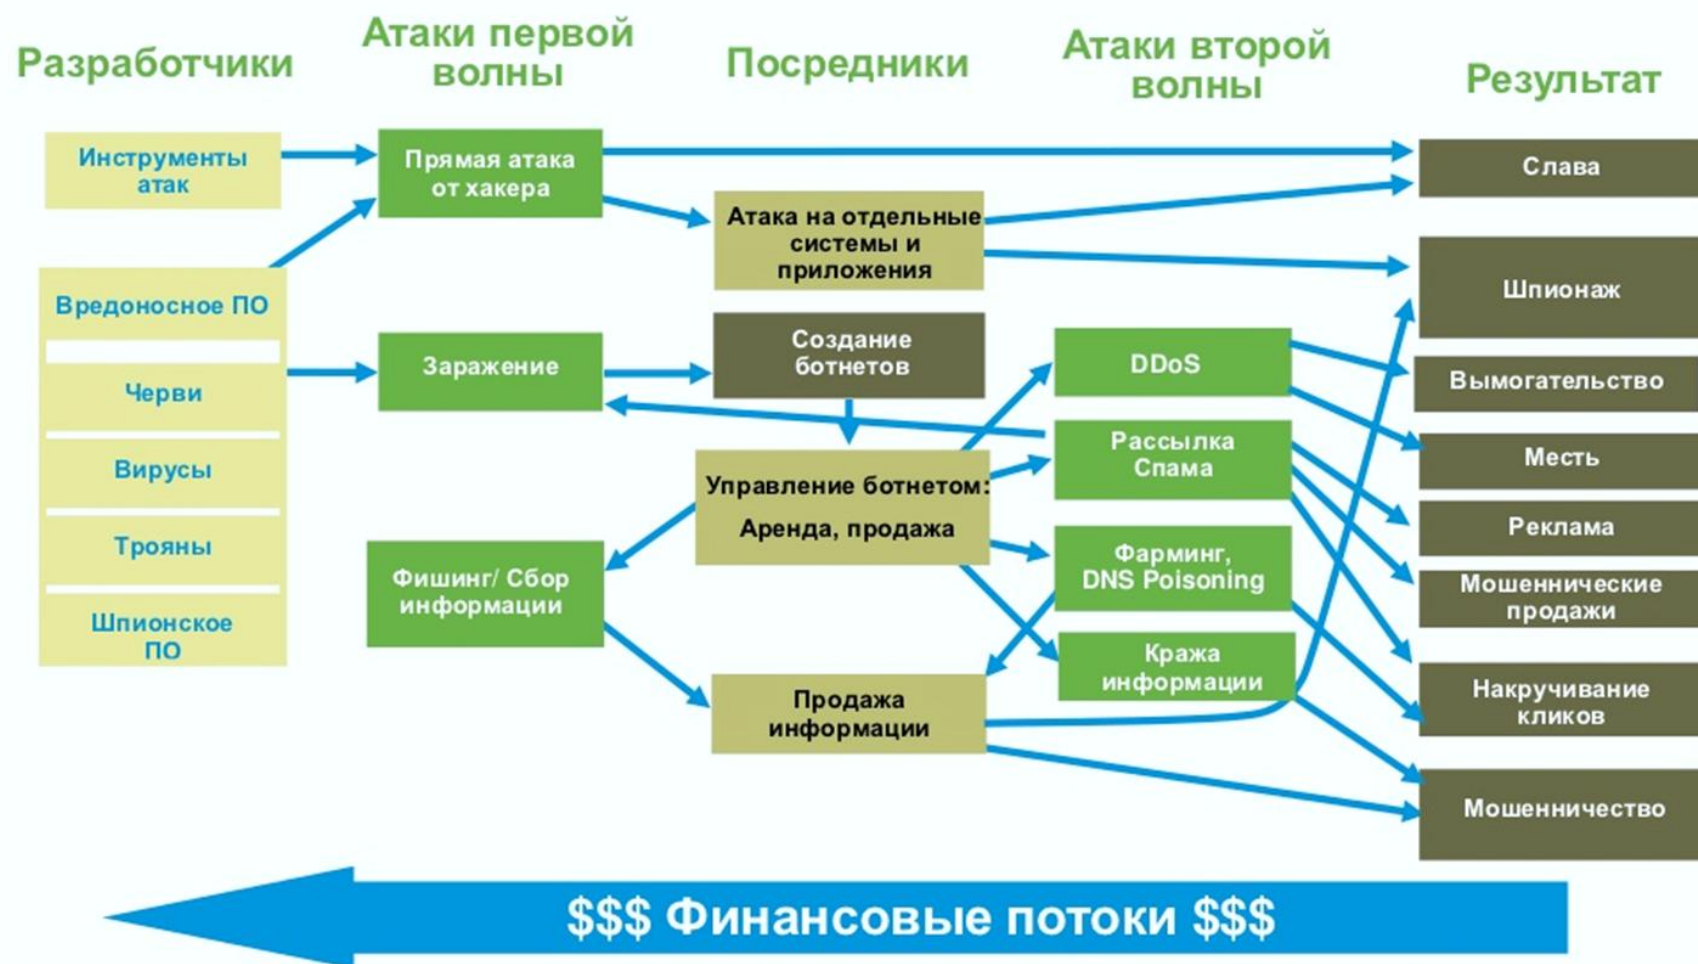 Разработчики
Атаки первой
волны
Посредники
Атаки второй
волны
Результат
Инструменты
атак
Вредоносное ПО
Черви
Вирусы
Трояны
Шпионское
ПО
Прямая атака
от хакера
Заражение
Фишинг/ Сбор
информации
Атака на отдельные
системы и
приложения
Создание
ботнетов
Управление ботнетом:
Аренда, продажа
Продажа
информации
DDoS
Рассылка
Спама
Фарминг,
DNS Poisoning
Кража
информации
Слава
Шпионаж
Вымогательство
Месть
Реклама
Мошеннические
продажи
Накручивание
кликов
Мошенничество
$$$ Финансовые потоки $$$